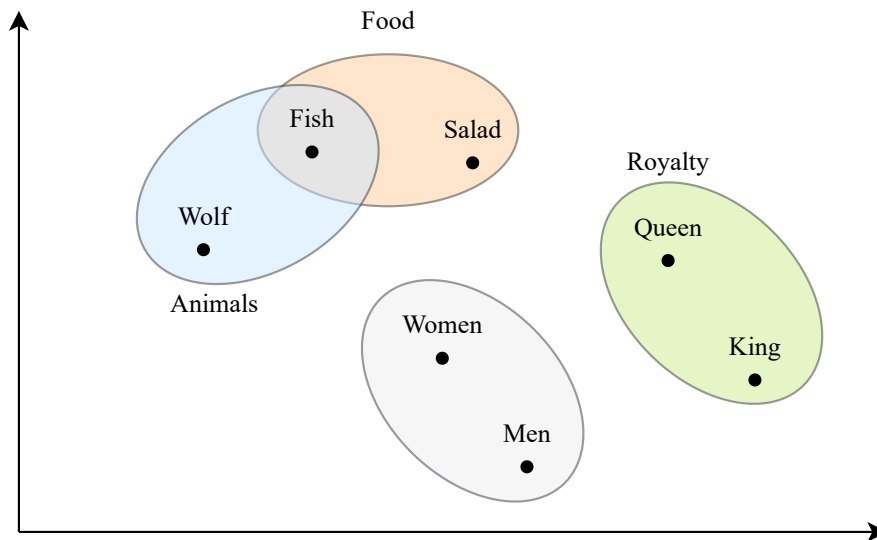 Food
Fish
Salad
Royalty
Wolf
Queen
Animals
Women
King
Men